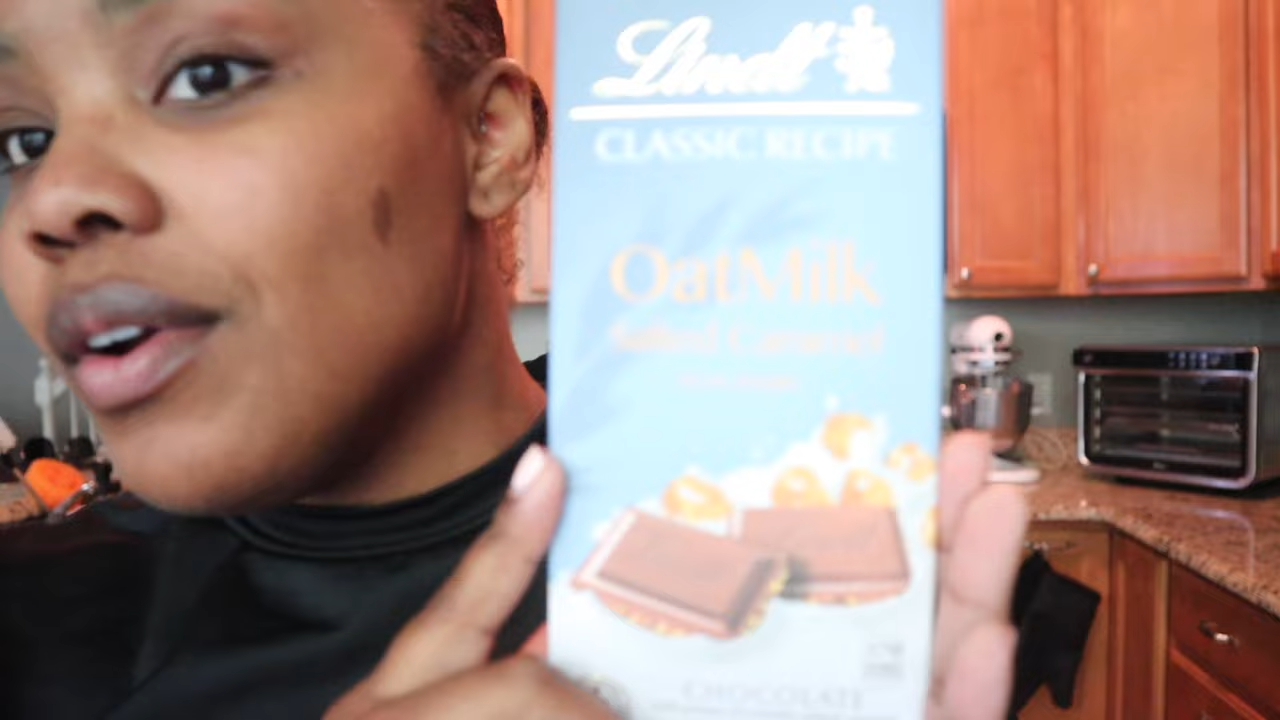 Lindt
CLASSIC RECIPE
OatMilk
Salted Caramel
CHOCOLATE